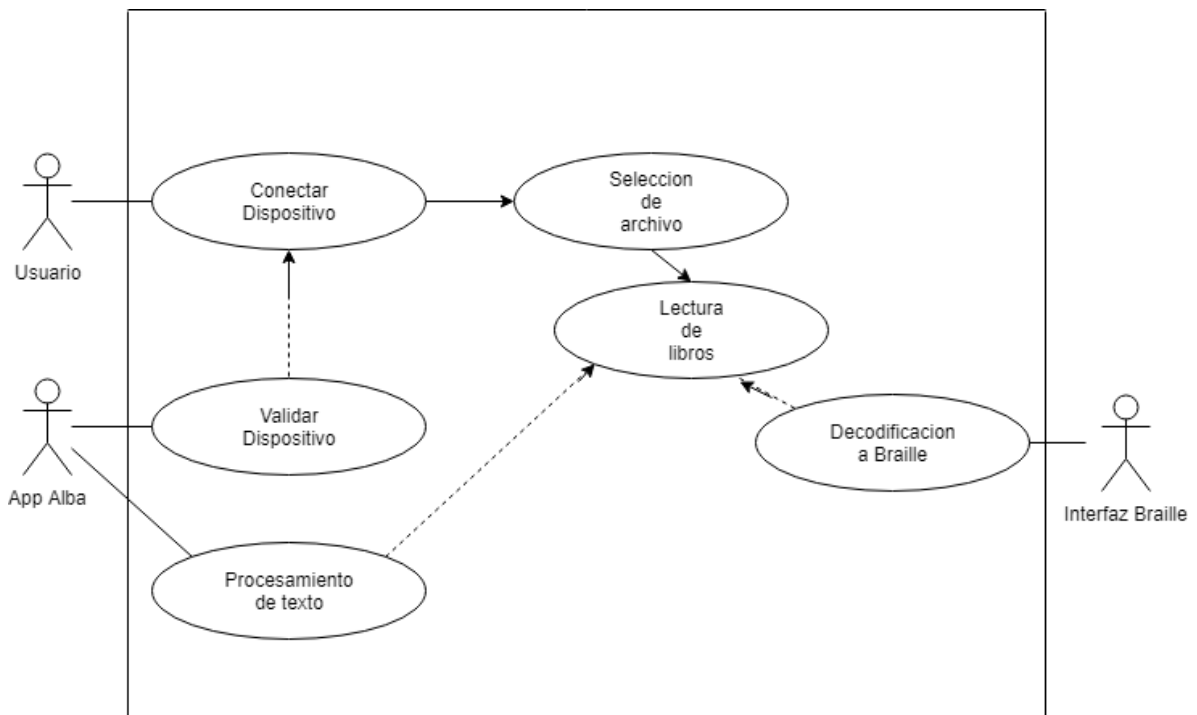 Conectar
Dispositivo
Seleccion
de
archivo
Usuario
Lectura
de
libros
Validar
Dispositivo
Decodificacion
a Braille
App Alba
Interfaz Braille
Procesamiento
de texto